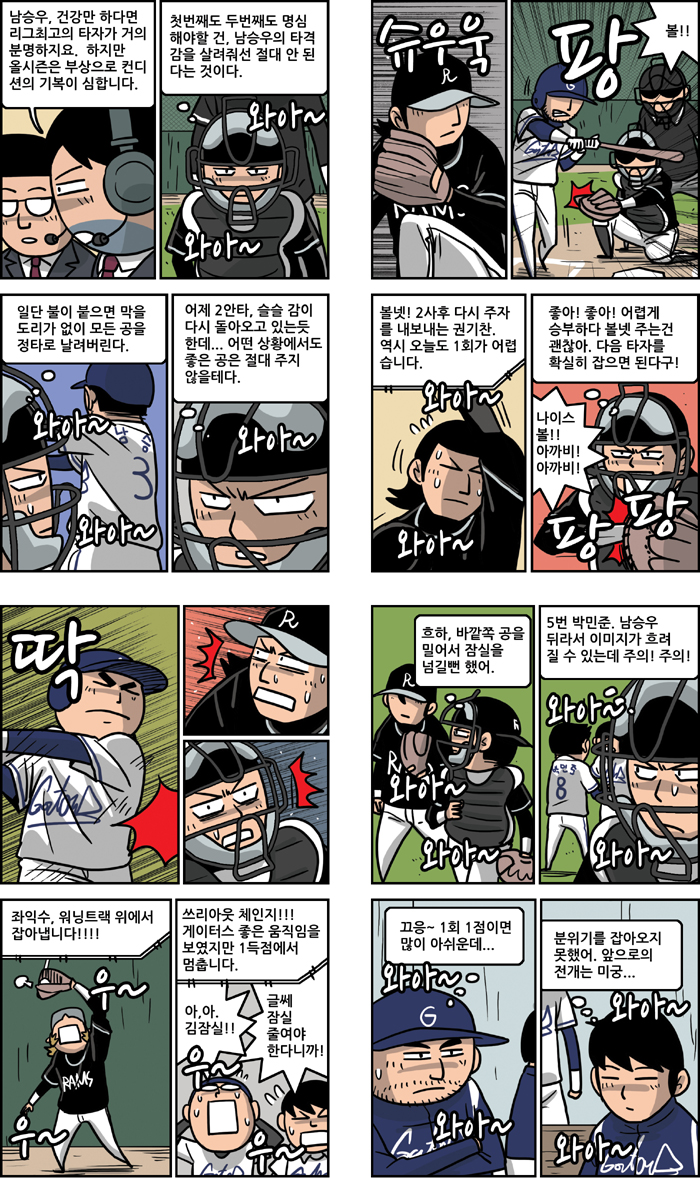 남승우, 건강만 하다면
리그최고의 타자가 거의
분명하지요.  하지만
올시즌은 부상으로 컨디
션의 기복이 심합니다.
첫번째도 두번째도 명심
해야할 건, 남승우의 타격
감을 살려줘선 절대 안 된
다는 것이다.
와아~
와아~
일단 불이 붙으면 막을
도리가 없이 모든 공을
정타로 날려버린다.
와아~
남승
3
와아~
어제 2안타, 슬슬 감이
다시 돌아오고 있는듯
한데... 어떤 상황에서도
좋은 공은 절대 주지
않을테다.
와아~
슈우욱
R
RAMS
팡
볼!!
G
볼넷! 2사후 다시 주자
를 내보내는 권기찬.
역시 오늘도 1회가 어렵
습니다.
와아~
와아~
좋아! 좋아! 어렵게
승부하다 볼넷 주는건
괜찮아. 다음 타자를
확실히 잡으면 된다구!
나이스
볼!!
아까비!
아까비!
팡
팡
딱
Gators
R
좌익수, 워닝트랙 위에서
잡아냅니다!!!!
우~
RAMS
우~
쓰리아웃 체인지!!!
게이터스 좋은 움직임을
보였지만 1득점에서
멈춥니다.
아,아.
김잠실!!
글쎄
잠실
줄여야
한다니까!
우~
우~
흐하, 바깥쪽 공을
밀어서 잠실을
넘길뻔 했어.
R
와아~
와아~
5번 박민준. 남승우
뒤라서 이미지가 흐려
질 수 있는데 주의! 주의!
와아~
박민준
8
와아~
끄응~ 1회 1점이면
많이 아쉬운데...
와아~
G
와아~
분위기를 잡아오지
못했어. 앞으로의
전개는 미궁...
와아~
와아~
Gators